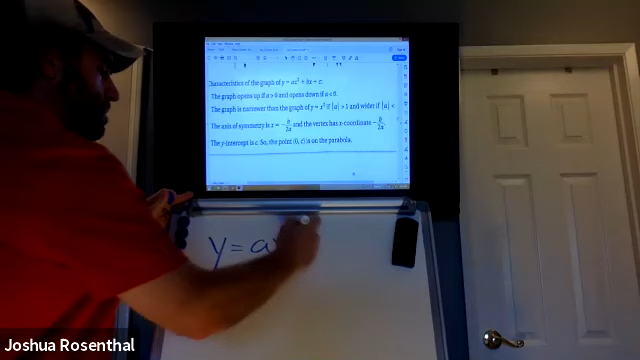 Characteristics of the graph of y = ax² + bx + c:
The graph opens up if a > 0 and opens down if a < 0.
The graph is narrower than the graph of y = x² if |a| > 1 and wider if |a| <
The axis of symmetry is x = -b/2a and the vertex has x-coordinate -b/2a.
The y-intercept is c. So, the point (0, c) is on the parabola.
y = a
Joshua Rosenthal